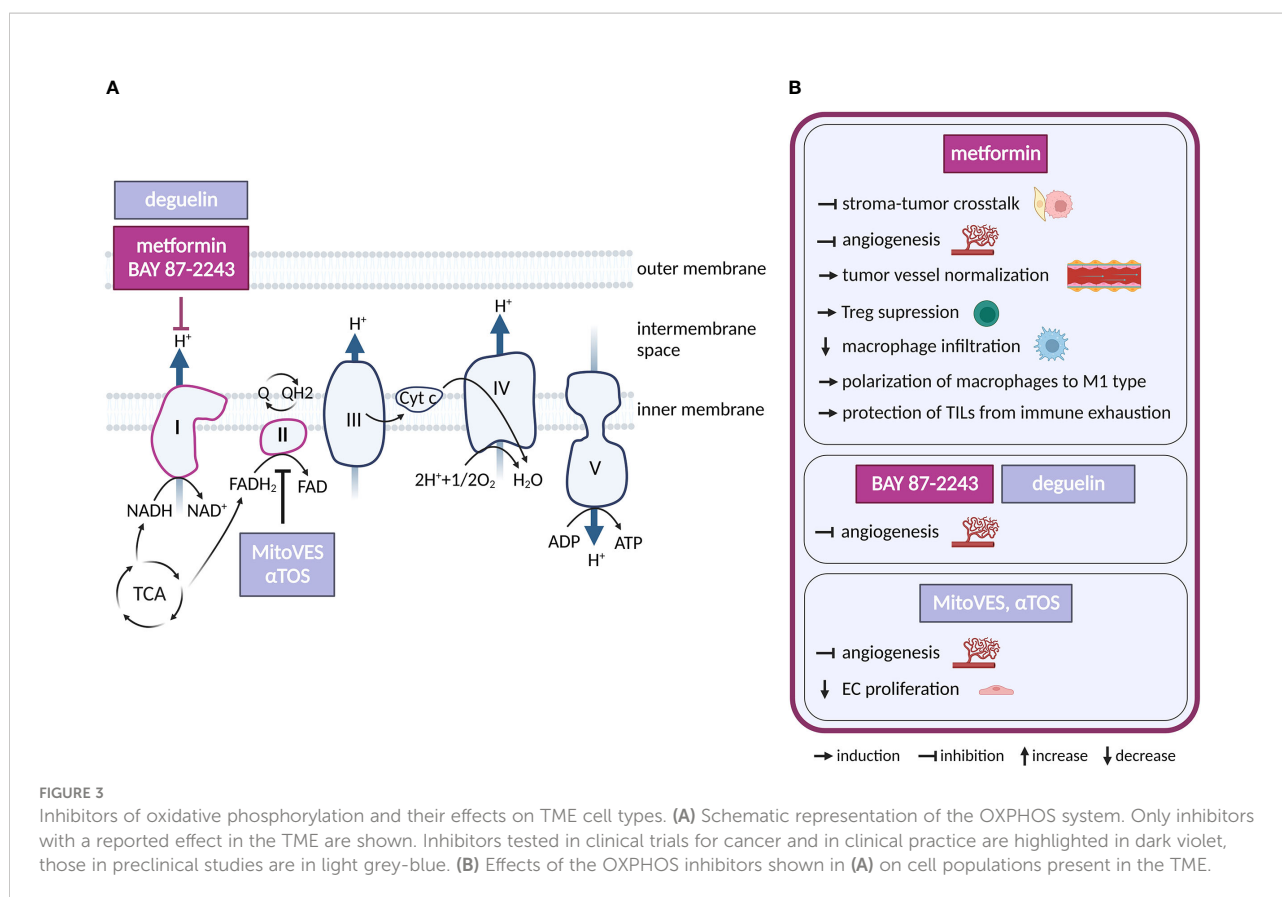 A
deguelin
metformin
BAY 87-2243
outer membrane
H⁺
H⁺
H⁺
intermembrane
space
Q QH2
Cyt c
IV
inner membrane
I
II
III
V
FADH₂
FAD
2H⁺+1/2O₂
H₂O
NADH
NAD⁺
ADP
ATP
H⁺
MitoVES
αTOS
TCA
B
metformin
stroma-tumor crosstalk
angiogenesis
tumor vessel normalization
Treg supression
macrophage infiltration
polarization of macrophages to M1 type
protection of TILs from immune exhaustion
BAY 87-2243
deguelin
angiogenesis
MitoVES, αTOS
angiogenesis
EC proliferation
induction inhibition increase decrease
FIGURE 3
Inhibitors of oxidative phosphorylation and their effects on TME cell types. (A) Schematic representation of the OXPHOS system. Only inhibitors
with a reported effect in the TME are shown. Inhibitors tested in clinical trials for cancer and in clinical practice are highlighted in dark violet,
those in preclinical studies are in light grey-blue. (B) Effects of the OXPHOS inhibitors shown in (A) on cell populations present in the TME.